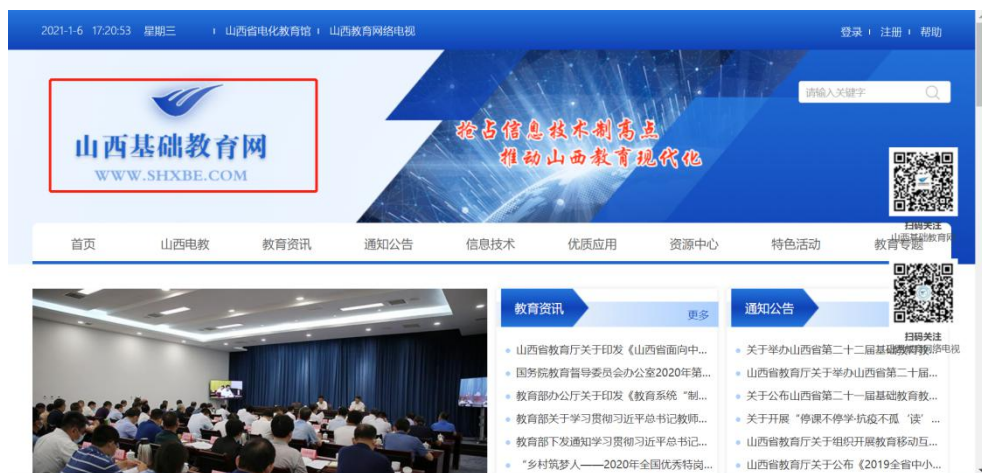 2021-1-6 17:20:53 星期三 山西省电化教育馆 山西教育网络电视 登录 注册 帮助
请输入关键字
山西基础教育网
WWW.SHXBE.COM
抢占信息技术制高点
推动山西教育现代化
扫码关注
山西基础教育网
首页 山西电教 教育资讯 通知公告 信息技术 优质应用 资源中心 特色活动 教育专题
教育资讯 更多
山西省教育厅关于印发《山西省面向中...
国务院教育督导委员会办公室2020年第...
教育部办公厅关于印发《教育系统“制...
教育部关于学习贯彻习近平总书记教师...
教育部下发通知学习贯彻习近平总书记...
“乡村筑梦人——2020年全国优秀特岗...
通知公告
扫码关注
关于举办山西省第二十二届基础教育教...
山西省教育厅关于举办山西省第二十届...
关于公布山西省第二十一届基础教育教...
关于开展“停课不停学·抗疫不孤‘读’...
山西省教育厅关于组织开展教育移动互...
山西省教育厅关于公布《2019全省中小...